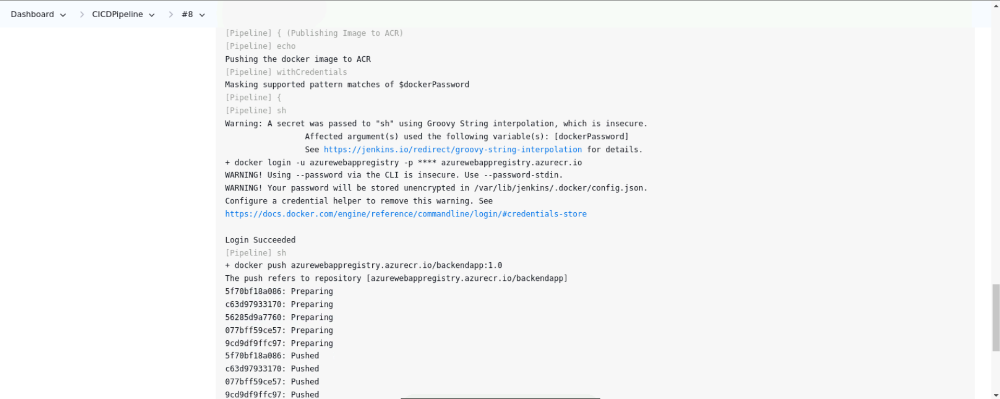 Dashboard CICDPipeline #8
[Pipeline] { (Publishing Image to ACR)
[Pipeline] echo
Pushing the docker image to ACR
[Pipeline] withCredentials
Masking supported pattern matches of $dockerPassword
[Pipeline] {
[Pipeline] sh
Warning: A secret was passed to "sh" using Groovy String interpolation, which is insecure.
Affected argument(s) used the following variable(s): [dockerPassword]
See https://jenkins.io/redirect/groovy-string-interpolation for details.
+ docker login -u azurewebappregistry -p **** azurewebappregistry.azurecr.io
WARNING! Using --password via the CLI is insecure. Use --password-stdin.
WARNING! Your password will be stored unencrypted in /var/lib/jenkins/.docker/config.json.
Configure a credential helper to remove this warning. See
https://docs.docker.com/engine/reference/commandline/login/#credentials-store
Login Succeeded
[Pipeline] sh
+ docker push azurewebappregistry.azurecr.io/backendapp:1.0
The push refers to repository [azurewebappregistry.azurecr.io/backendapp]
5f70bf18a086: Preparing
c63d97933170: Preparing
56285d9a7760: Preparing
077bff59ce57: Preparing
9cd9df9ffc97: Preparing
5f70bf18a086: Pushed
c63d97933170: Pushed
077bff59ce57: Pushed
9cd9df9ffc97: Pushed